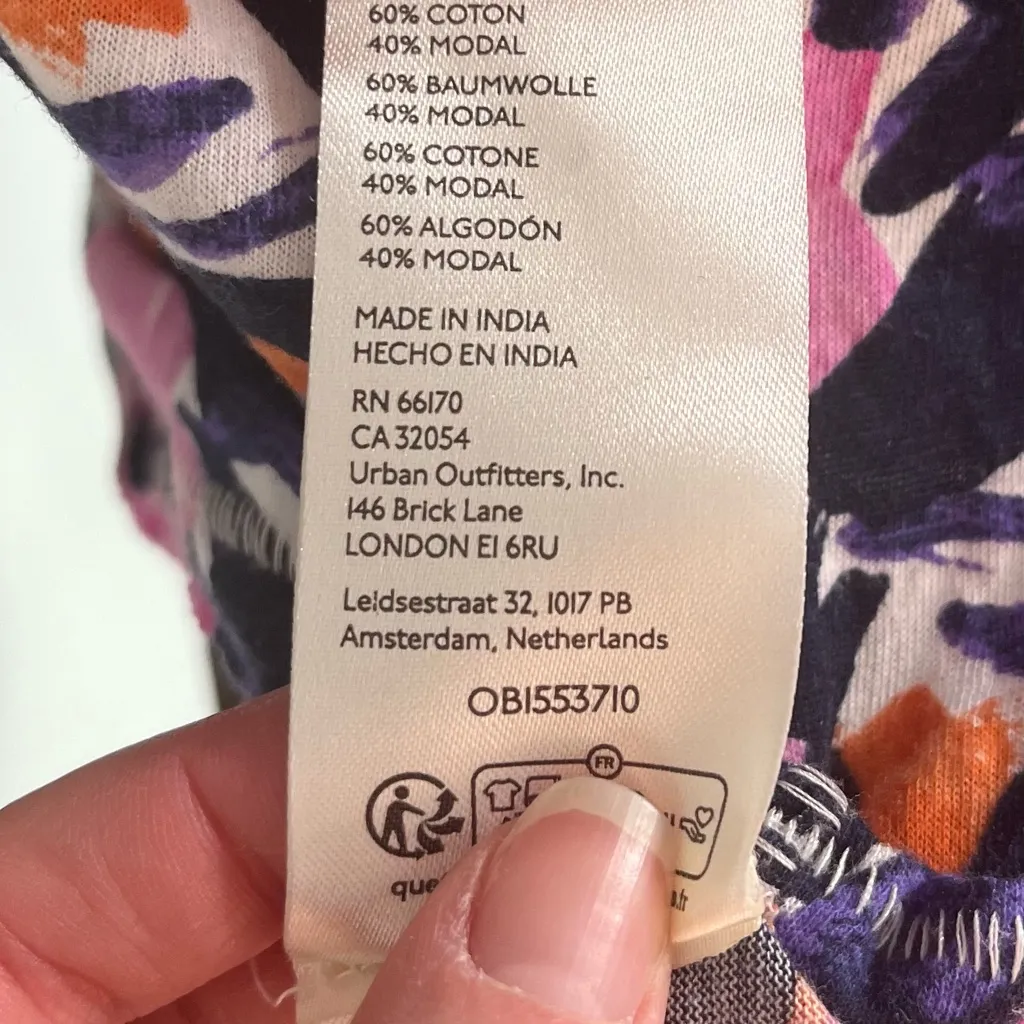 60% COTON
40% MODAL
60% BAUMWOLLE
40% MODAL
60% COTONE
40% MODAL
60% ALGODÓN
40% MODAL
MADE IN INDIA
HECHO EN INDIA
RN 66170
CA 32054
Urban Outfitters, Inc.
146 Brick Lane
LONDON E1 6RU
Leidsestraat 32, 1017 PB
Amsterdam, Netherlands
OB1553710
FR